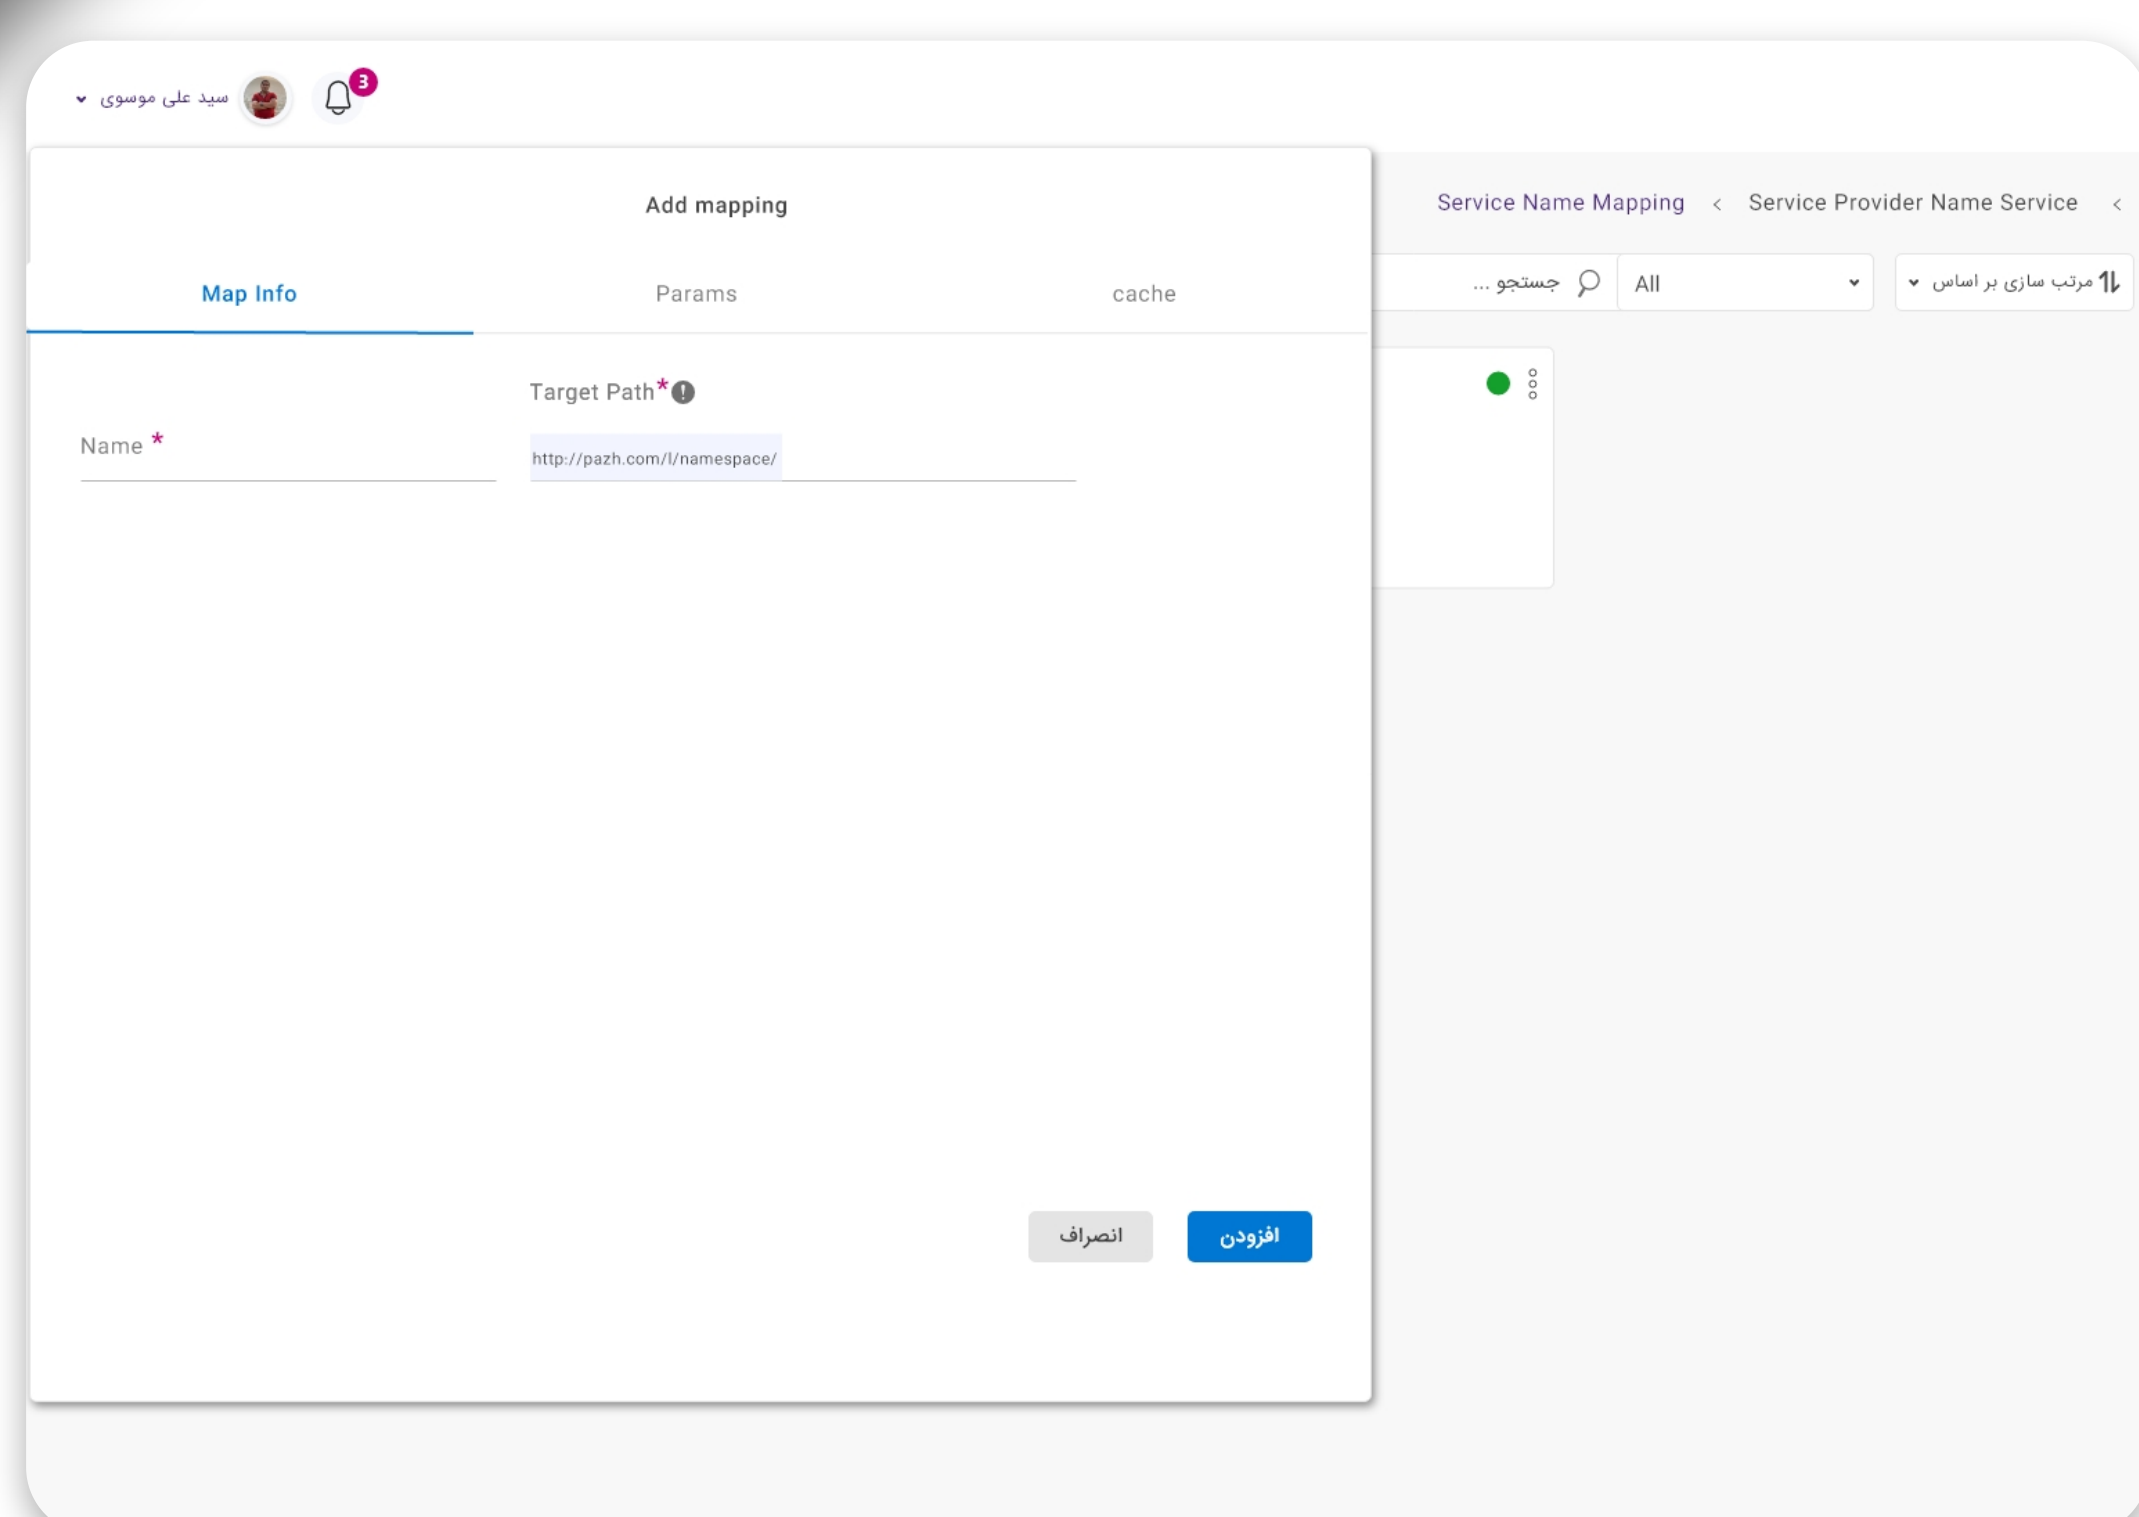 سید علی موسوی
3
Add mapping
Service Name Mapping < Service Provider Name Service <
Map Info
Params
cache
جستجو ...
All
مرتب سازی بر اساس
Target Path*
Name *
http://pazh.com/l/namespace/
انصراف
افزودن